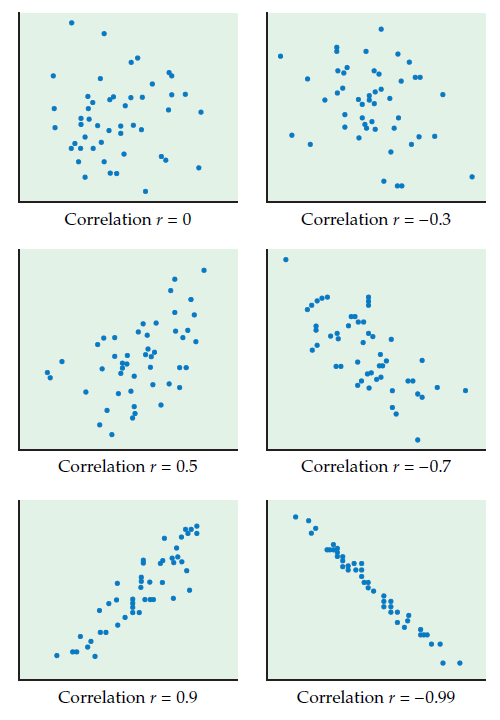 Correlation r = 0
Correlation r = −0.3
Correlation r = 0.5
Correlation r = −0.7
Correlation r = 0.9
Correlation r = −0.99